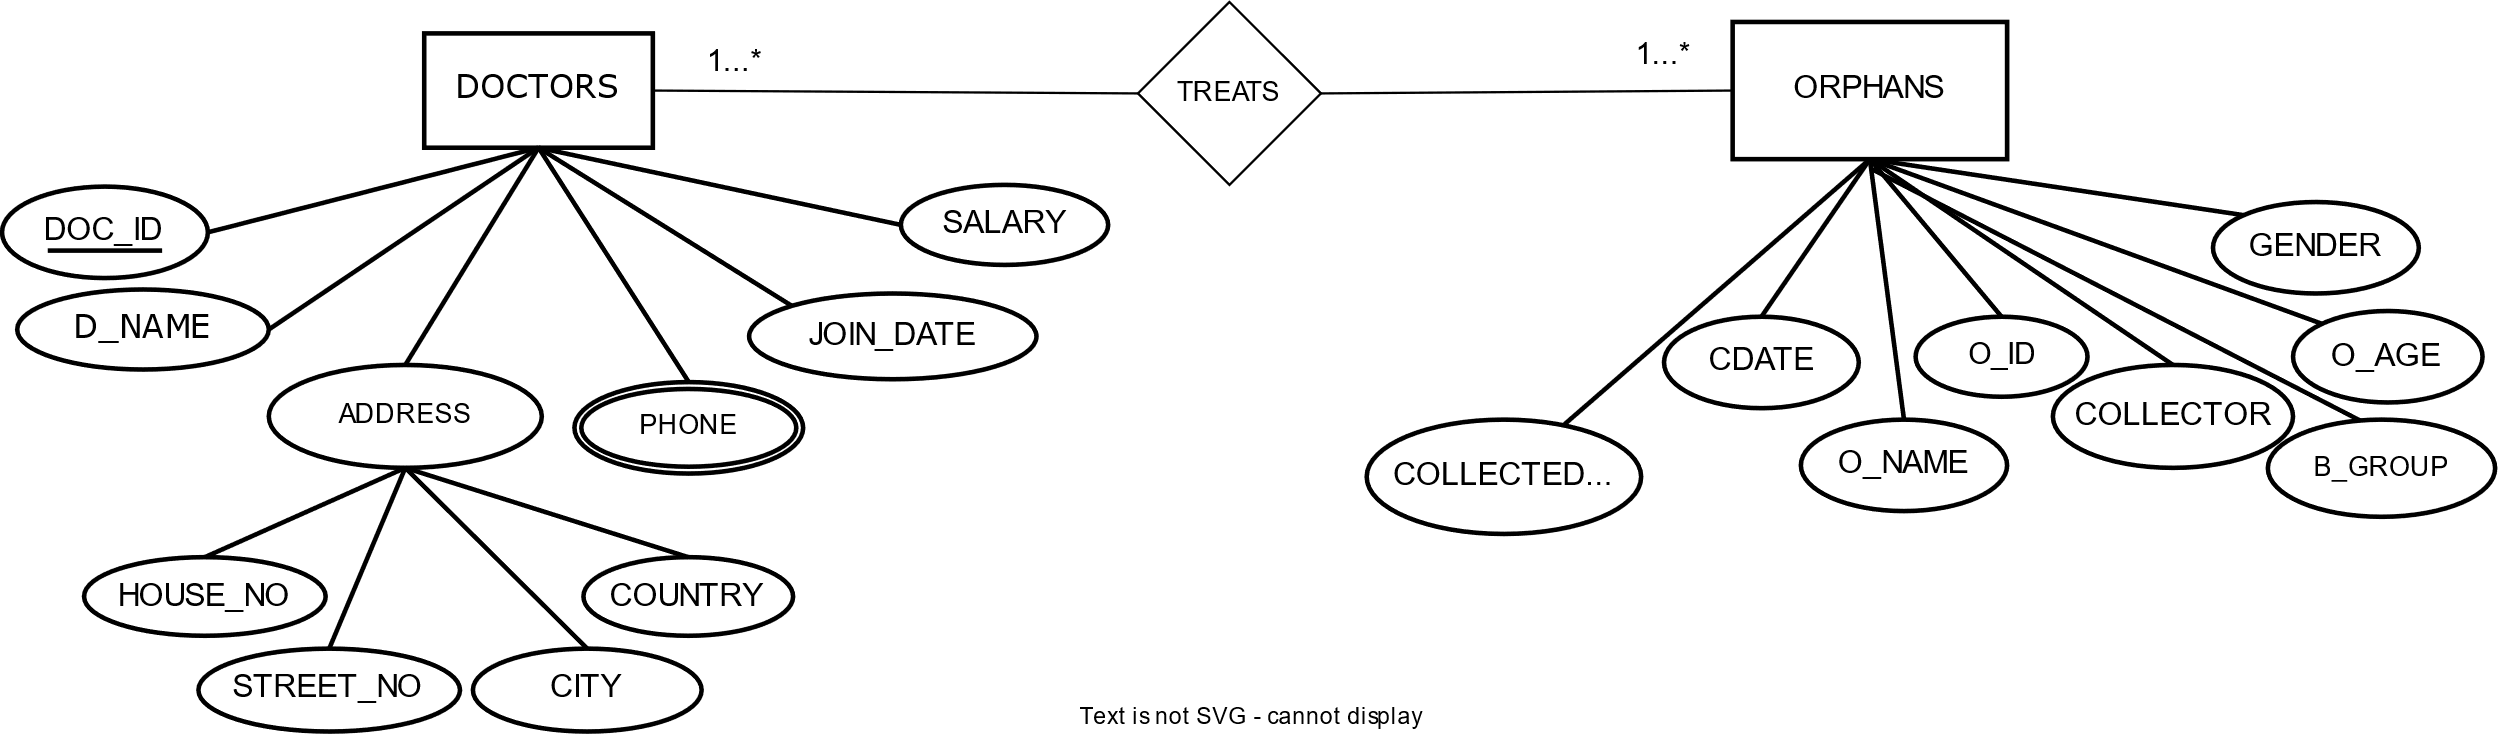 DOCTORS
1...*
TREATS
1...*
ORPHANS
DOC_ID
D_NAME
ADDRESS
PHONE
JOIN_DATE
SALARY
HOUSE_NO
STREET_NO
CITY
COUNTRY
COLLECTED...
CDATE
O_NAME
O_ID
COLLECTOR
B_GROUP
O_AGE
GENDER
Text is not SVG - cannot display